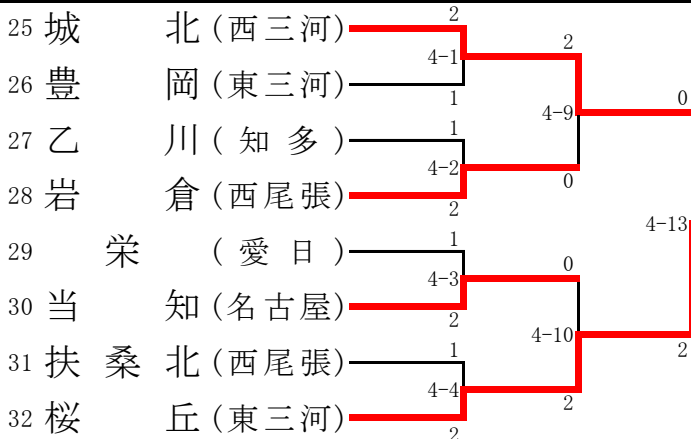 25 城北(西三河) 2
4-1 2
26 豊岡(東三河) 1
4-9 0
27 乙川(知多) 1
4-2 0
28 岩倉(西尾張) 2
4-13
29 栄(愛日) 1
4-3 0
30 当知(名古屋) 2
4-10 2
31 扶桑北(西尾張) 1
4-4 2
32 桜丘(東三河) 2